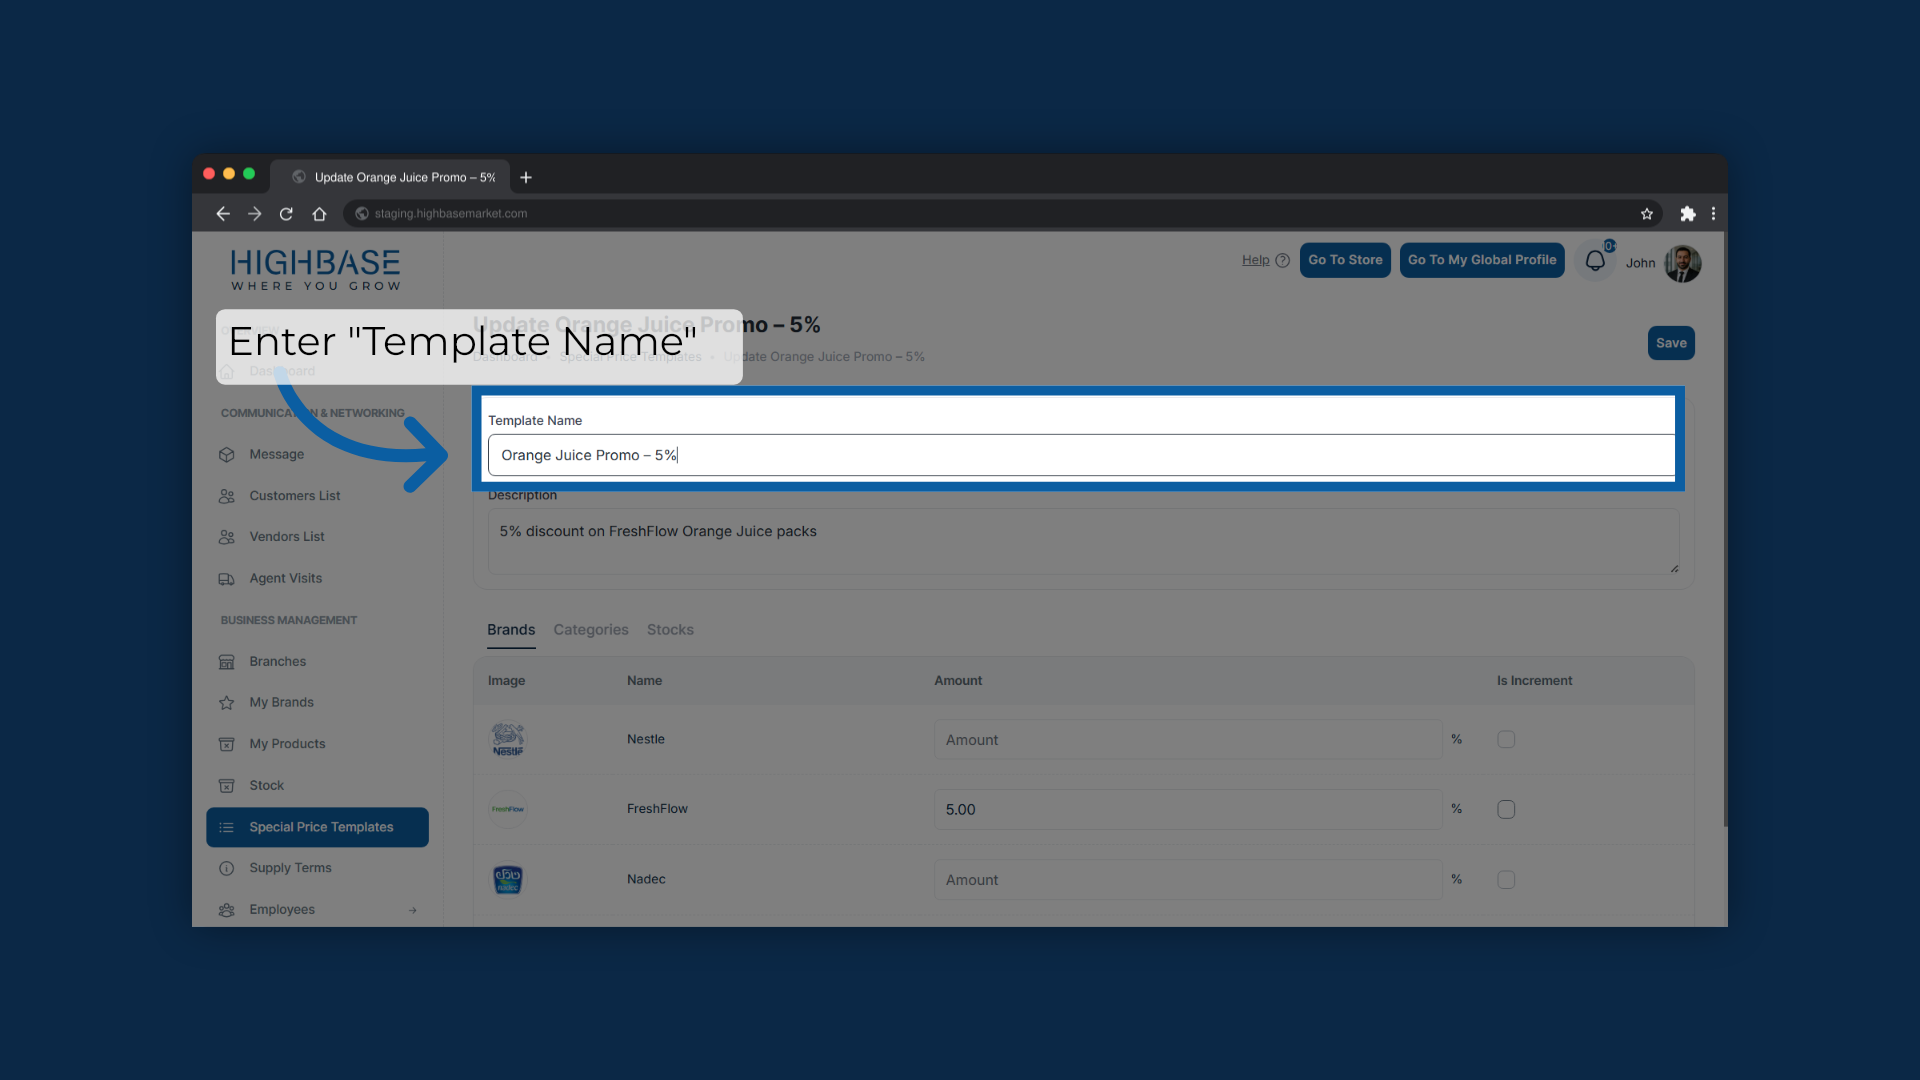 Update Orange Juice Promo – 5%
staging.highbasemarket.com
HIGHBASE
WHERE YOU GROW
Help
Go To Store
Go To My Global Profile
John
Update Orange Juice Promo – 5%
Save
Dashboard
Special Price Templates
Update Orange Juice Promo – 5%
Enter "Template Name"
Dashboard
COMMUNICATION & NETWORKING
Message
Customers List
Vendors List
Agent Visits
BUSINESS MANAGEMENT
Branches
My Brands
My Products
Stock
Special Price Templates
Supply Terms
Employees
Template Name
Orange Juice Promo – 5%
Description
5% discount on FreshFlow Orange Juice packs
Brands Categories Stocks
Image Name Amount Is Increment
Nestle
Nestle Amount %
FreshFlow
FreshFlow 5.00 %
nadec
Nadec Amount %